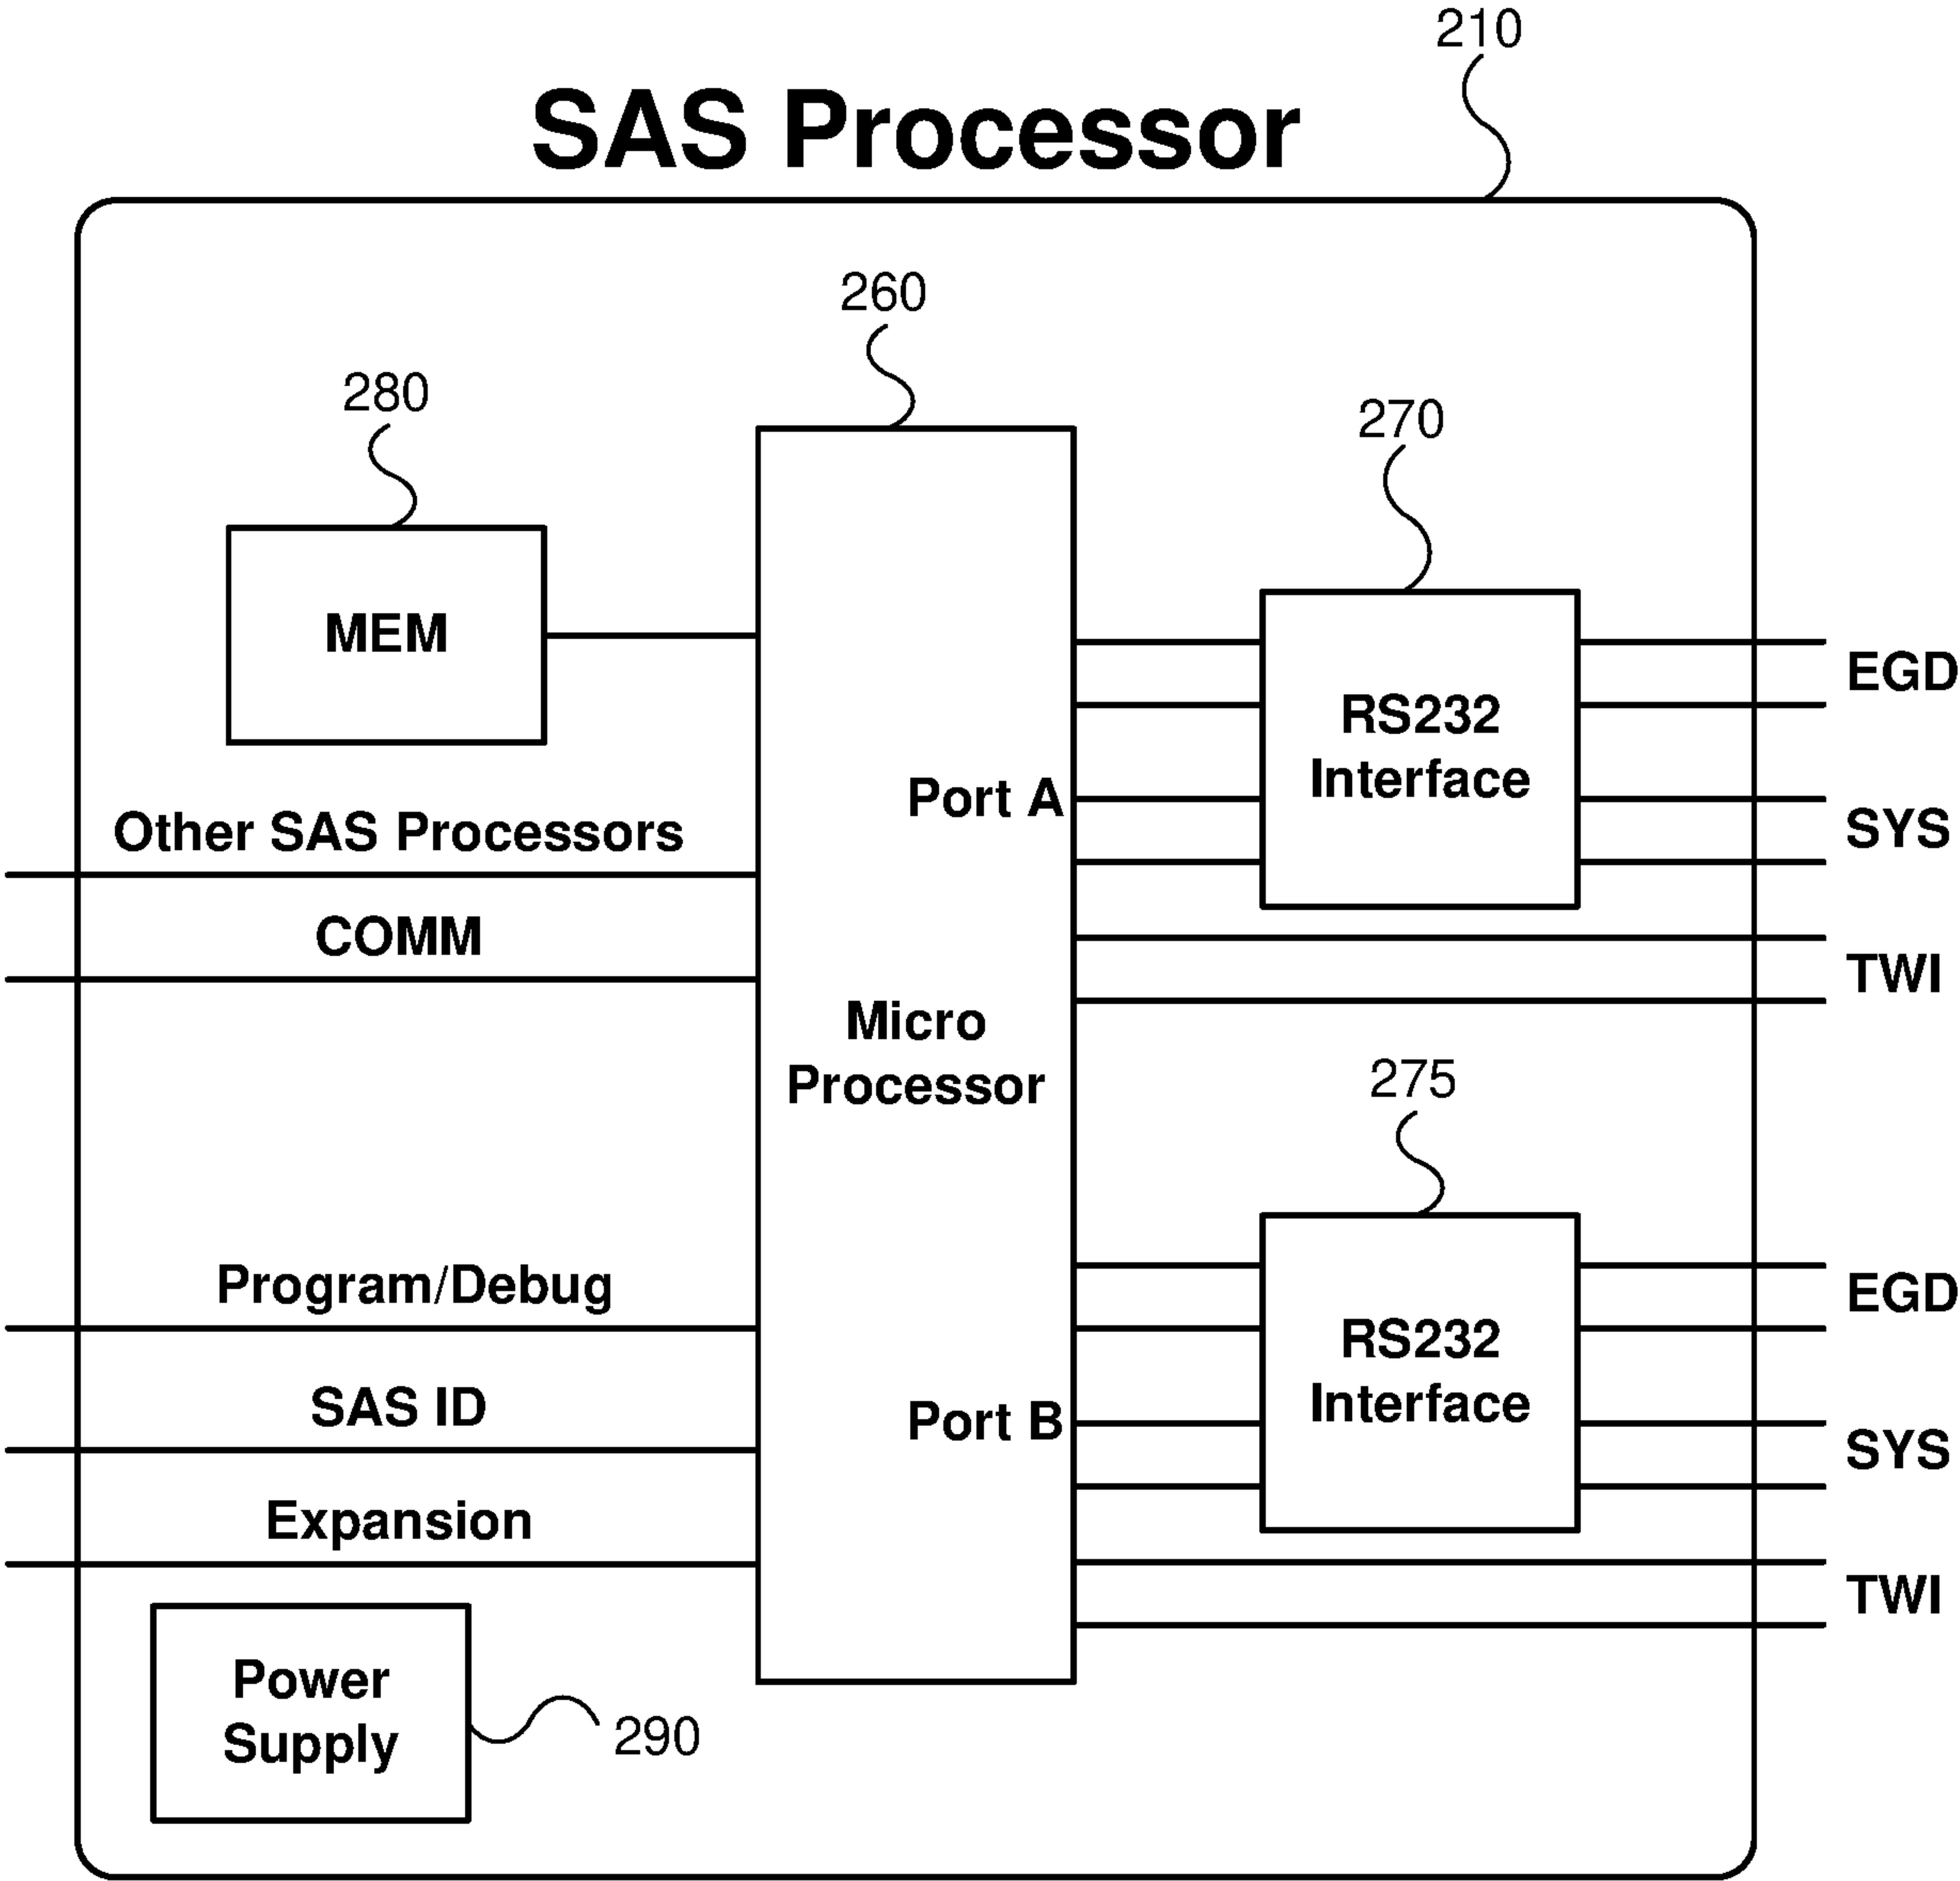 210
SAS Processor
260
280
270
MEM
EGD
RS232
Interface
Port A
SYS
Other SAS Processors
COMM
TWI
Micro
Processor
275
Program/Debug
EGD
RS232
Interface
SAS ID
Port B
SYS
Expansion
TWI
Power
Supply
290